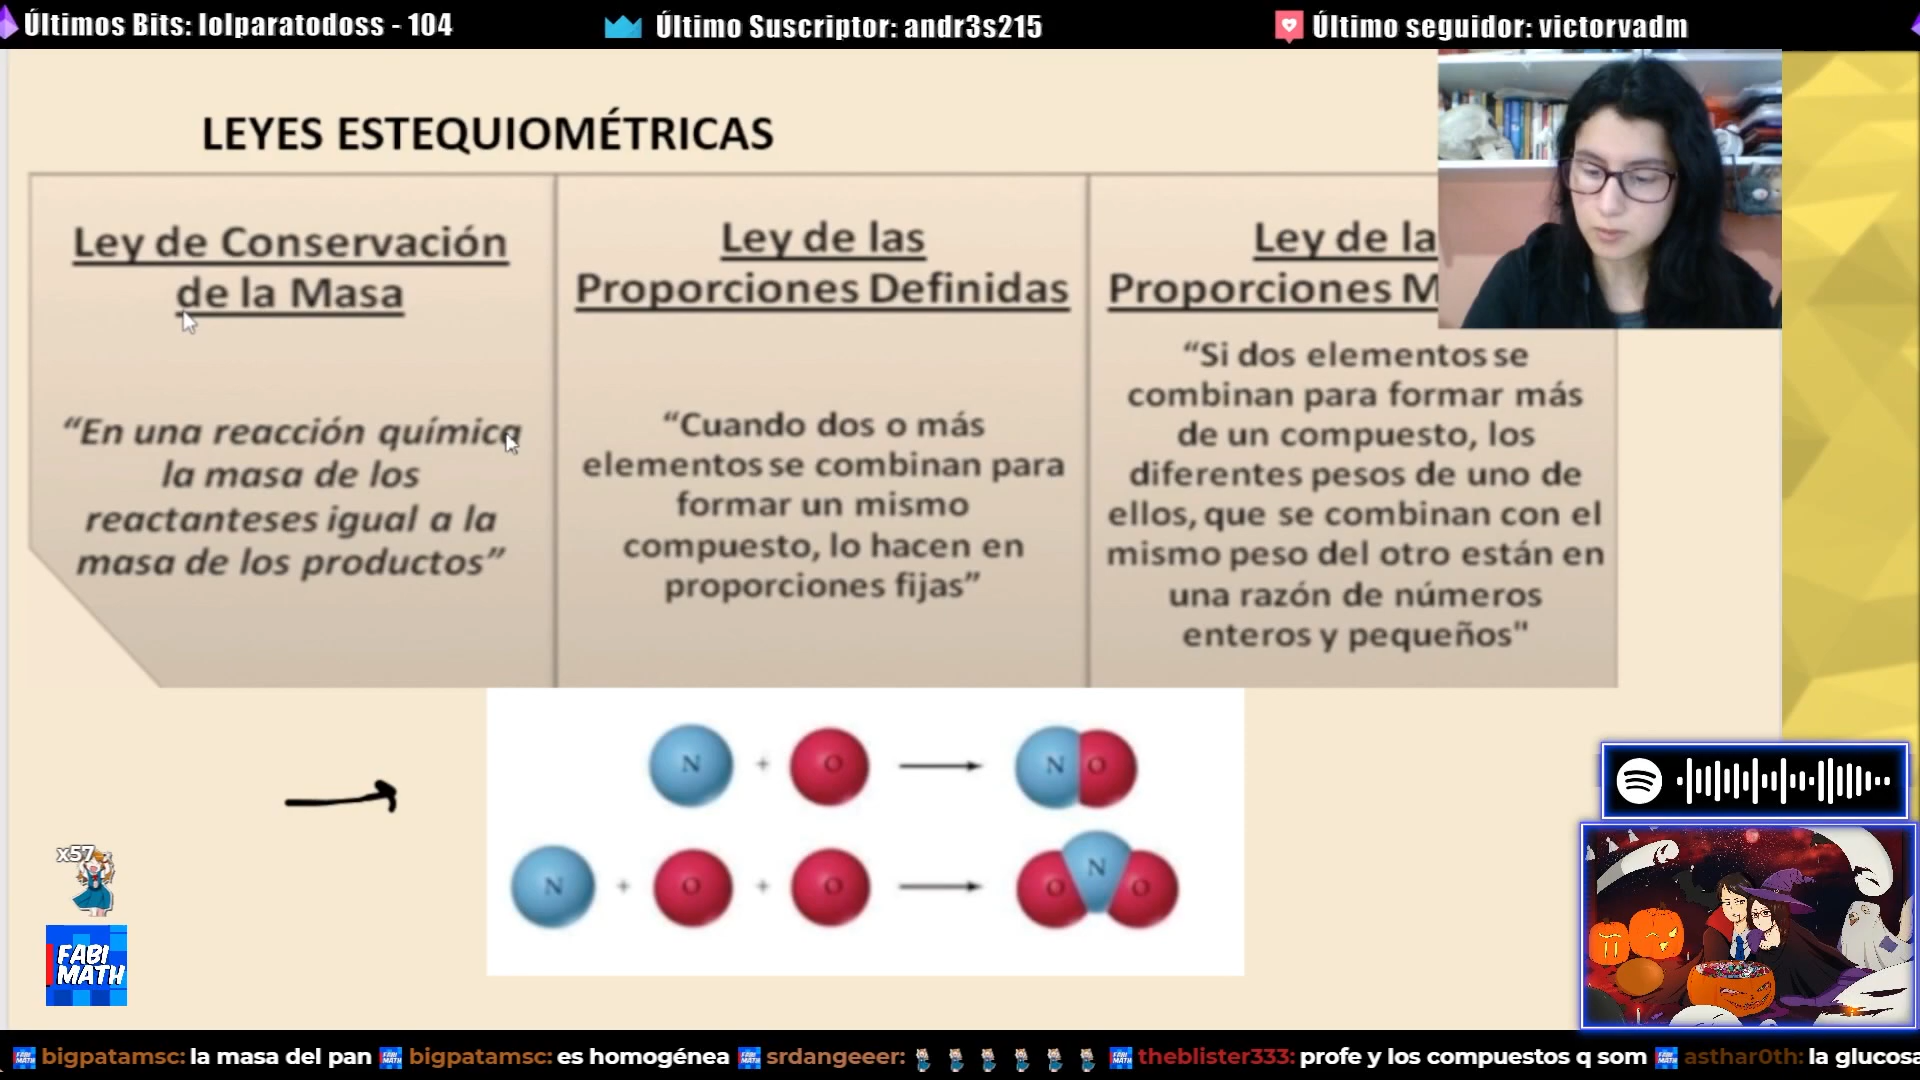 Últimos Bits: lolparatodoss - 104
Último Suscriptor: andr3s215
Último seguidor: victorvadm
LEYES ESTEQUIOMÉTRICAS
Ley de Conservación
de la Masa
“En una reacción química
la masa de los
reactanteses igual a la
masa de los productos”
Ley de las
Proporciones Definidas
“Cuando dos o más
elementos se combinan para
formar un mismo
compuesto, lo hacen en
proporciones fijas”
Ley de la
Proporciones M
“Si dos elementos se
combinan para formar más
de un compuesto, los
diferentes pesos de uno de
ellos, que se combinan con el
mismo peso del otro están en
una razón de números
enteros y pequeños"
N + O N O
N + O + O O N O
x57
FABI
MATH
bigpatamsc: la masa del pan bigpatamsc: es homogénea srdangeeer: theblister333: profe y los compuestos q som asthar0th: la glucosa